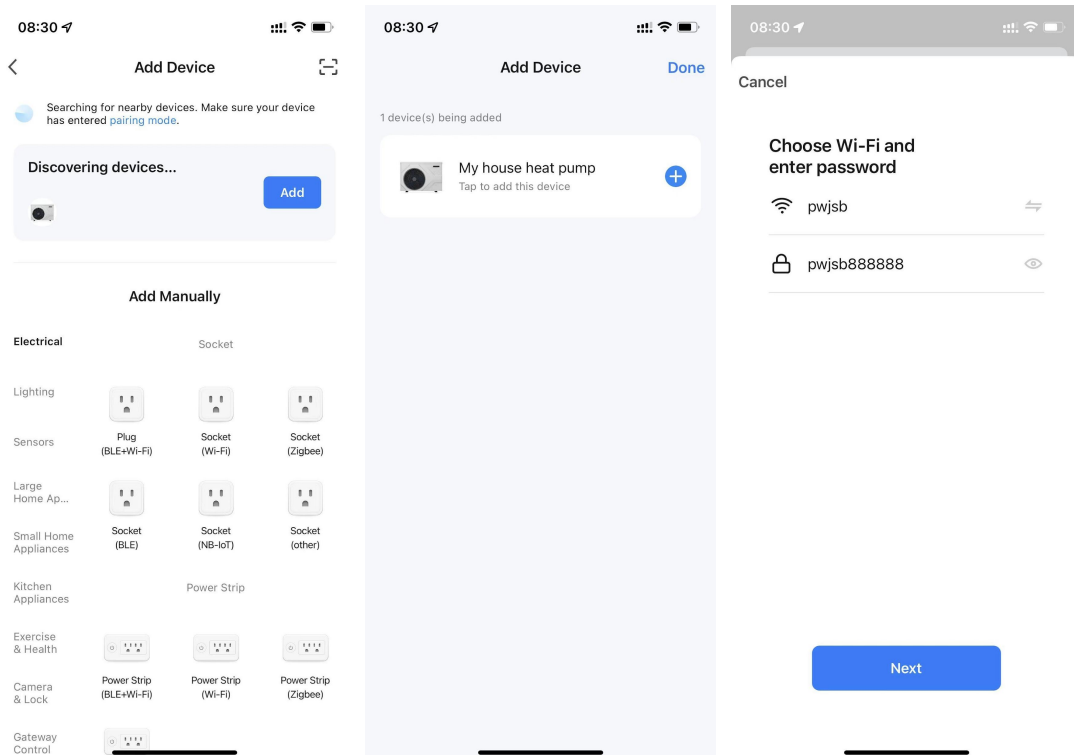 08:30
Add Device
Searching for nearby devices. Make sure your device
has entered pairing mode.
Discovering devices...
Add
Add Manually
Electrical
Socket
Lighting
Plug
(BLE+Wi-Fi)
Socket
(Wi-Fi)
Socket
(Zigbee)
Sensors
Large
Home Ap...
Socket
(BLE)
Socket
(NB-IoT)
Socket
(other)
Small Home
Appliances
Kitchen
Appliances
Power Strip
Exercise
& Health
Power Strip
(BLE+Wi-Fi)
Power Strip
(Wi-Fi)
Power Strip
(Zigbee)
Camera
& Lock
Gateway
Control
08:30
Add Device
Done
1 device(s) being added
My house heat pump
Tap to add this device
08:30
Cancel
Choose Wi-Fi and
enter password
pwjsb
pwjsb888888
Next